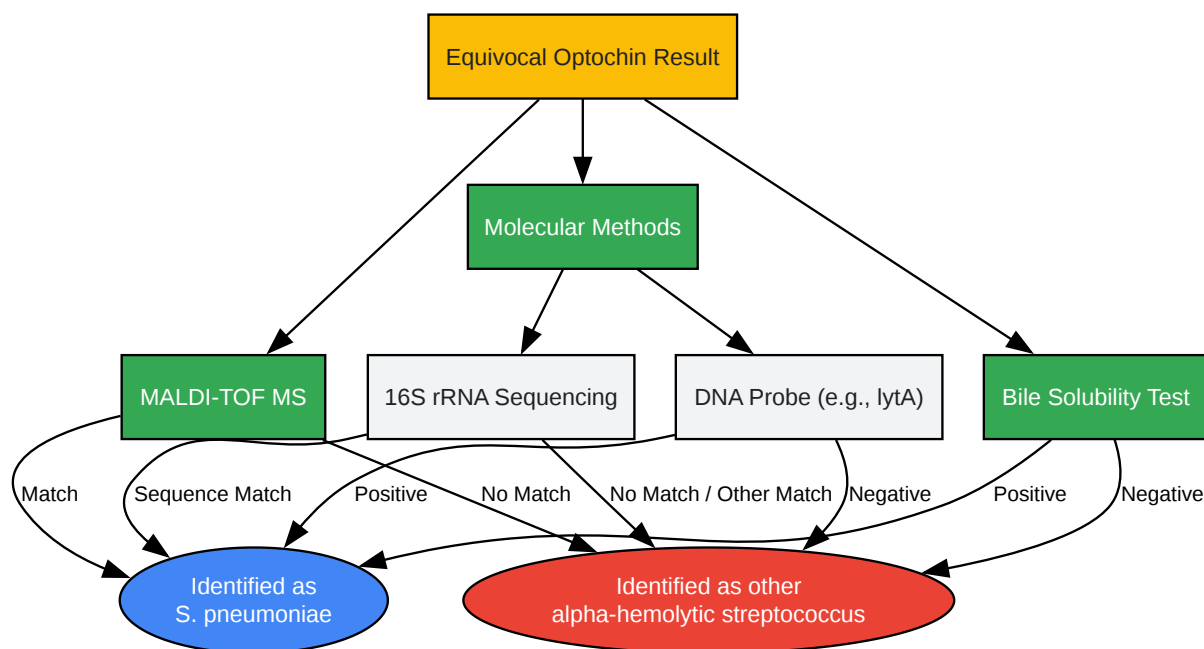 Equivocal Optochin Result
Molecular Methods
MALDI-TOF MS
16S rRNA Sequencing
DNA Probe (e.g., lytA)
Bile Solubility Test
Match
Sequence Match
Positive
No Match
No Match / Other Match
Negative
Positive
Negative
Identified as
S. pneumoniae
Identified as other
alpha-hemolytic streptococcus